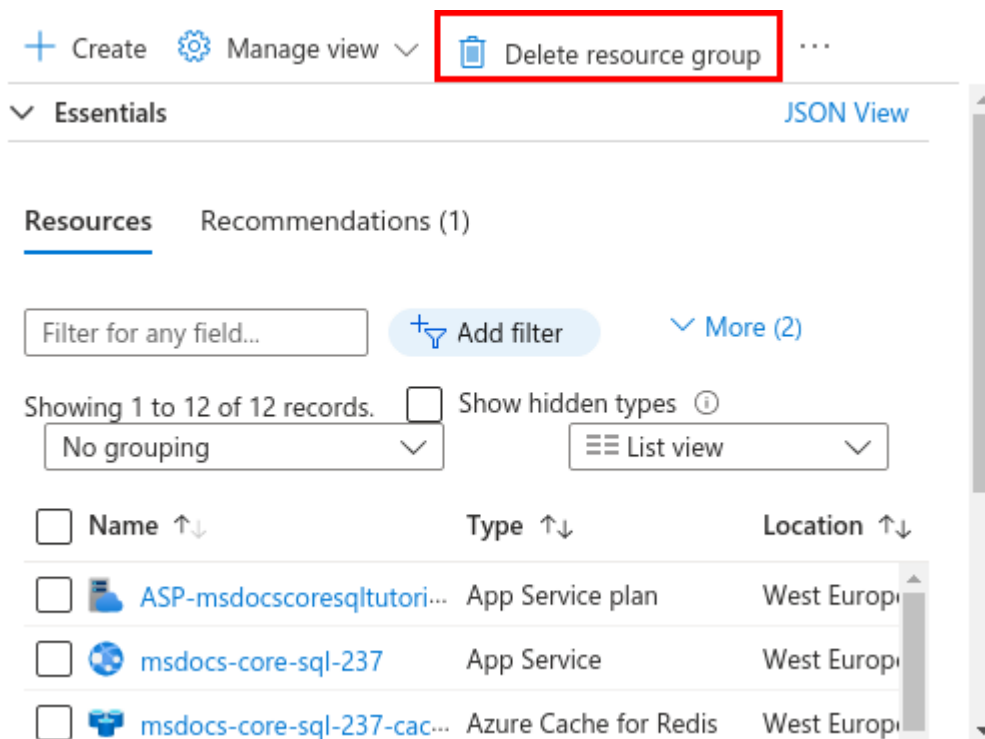 Create Manage view Delete resource group ...
Essentials JSON View
Resources Recommendations (1)
Filter for any field... Add filter More (2)
Showing 1 to 12 of 12 records. Show hidden types
No grouping List view
Name Type Location
ASP-msdocscoresqltutori... App Service plan West Europe
msdocs-core-sql-237 App Service West Europe
msdocs-core-sql-237-cac... Azure Cache for Redis West Europe